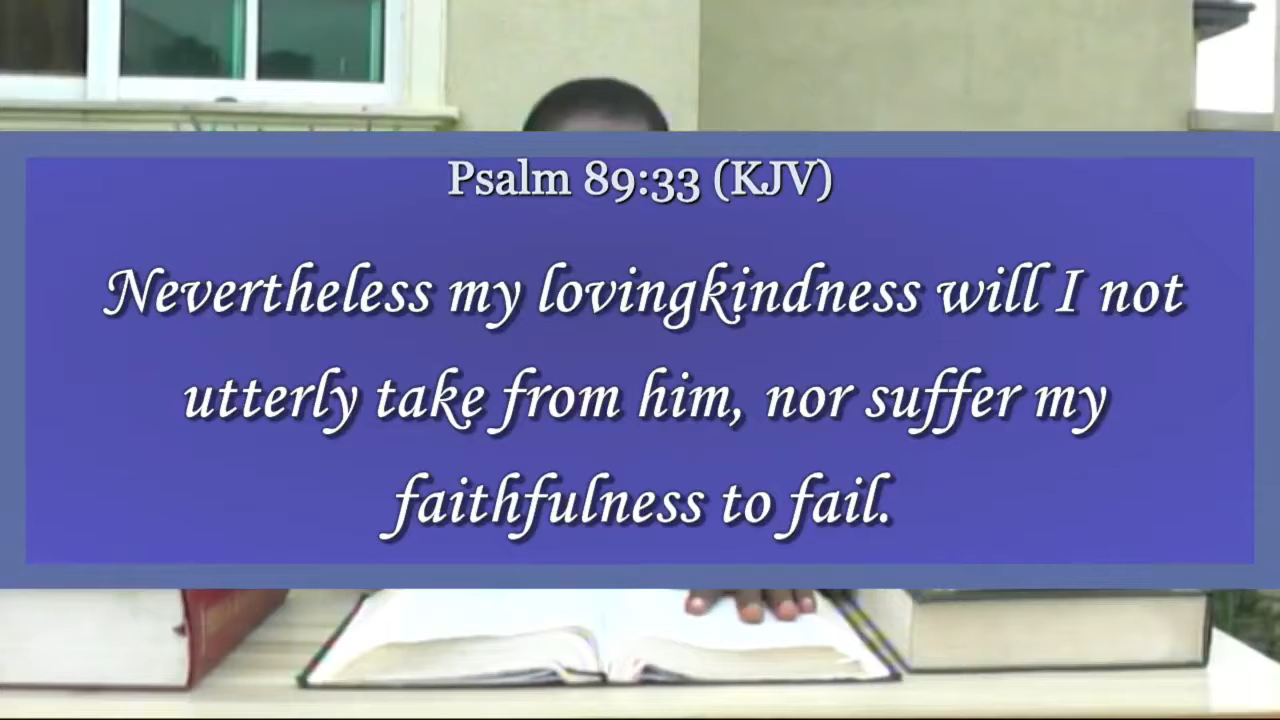 Psalm 89:33 (KJV)
Nevertheless my lovingkindness will I not
utterly take from him, nor suffer my
faithfulness to fail.